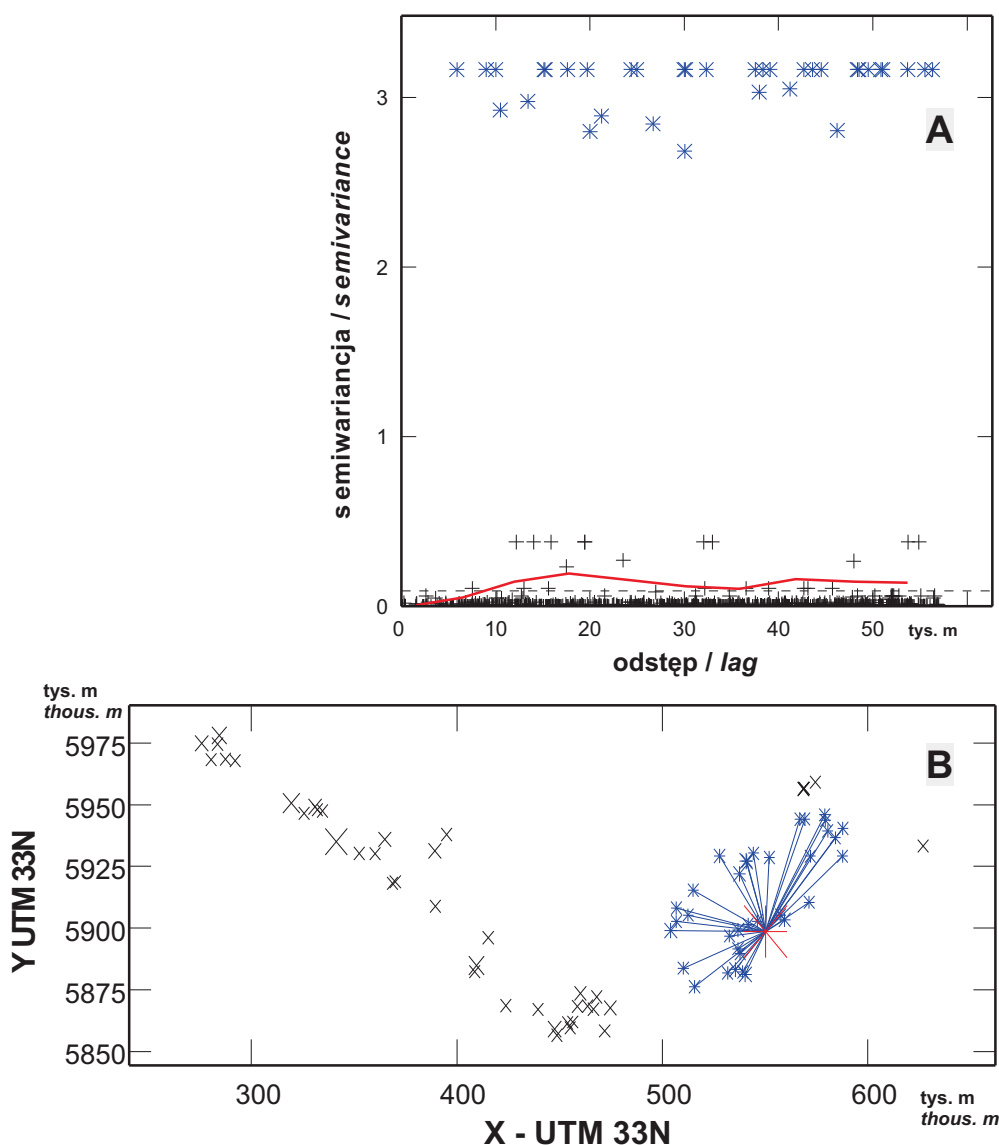 3
2
1
0
semiwariancja / semivariance
A
0
10
20
30
40
50
tys. m
odstęp / lag
tys. m
thous. m
5975
5950
5925
5900
5875
5850
Y UTM 33N
B
300
400
500
600
tys. m
thous. m
X - UTM 33N